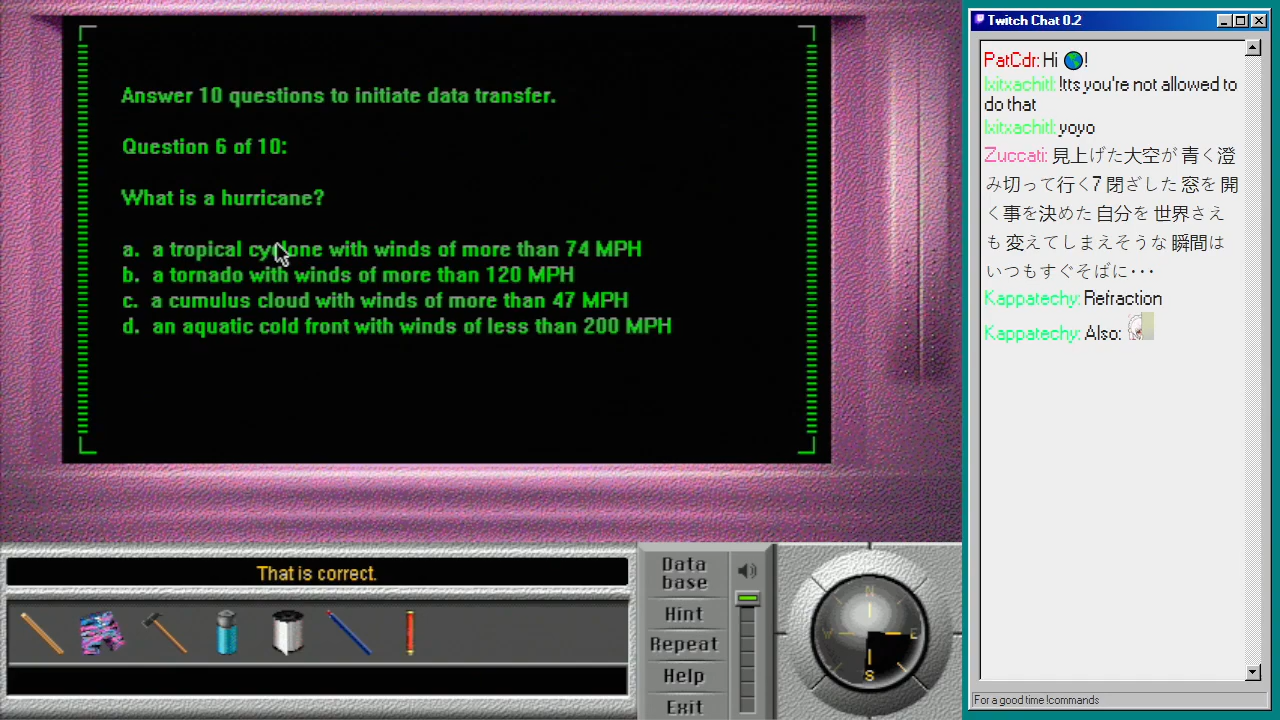 Answer 10 questions to initiate data transfer.
Question 6 of 10:
What is a hurricane?
a. a tropical cyclone with winds of more than 74 MPH
b. a tornado with winds of more than 120 MPH
c. a cumulus cloud with winds of more than 47 MPH
d. an aquatic cold front with winds of less than 200 MPH
That is correct.
Data
base
Hint
Repeat
Help
Exit
N
W E
S
Twitch Chat 0.2
PatCdr: Hi 🌎!
Ixitxachitl: !tts you're not allowed to
do that
Ixitxachitl: yoyo
Zuccati: 見上げた大空が 青く澄
み切って行く7 閉ざした 窓を 開
く事を決めた 自分を 世界さえ
も 変えてしまえそうな 瞬間は
いつもすぐそばに･･･
Kappatechy: Refraction
Kappatechy: Also:
For a good time !commands